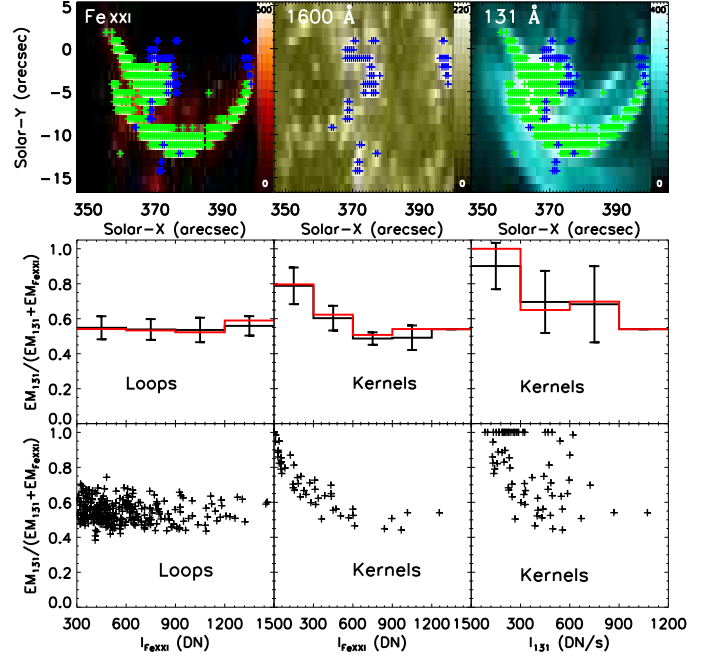 FeXXI 500 1600 Å 220 131 Å 400
Solar-Y (arcsec)
0
-5
-10
-15
0 0 0
350 370 390 350 370 390 350 370 390
Solar-X (arcsec) Solar-X (arcsec) Solar-X (arcsec)
EM131/(EM131+EMFeXXI)
1.0
0.8
0.6
0.4
0.2
0.0
Loops Kernels Kernels
EM131/(EM131+EMFeXXI)
1.0
0.8
0.6
0.4
0.2
0.0
Loops Kernels Kernels
300 600 900 1200 1500 300 600 900 1200 1500 300 600 900 1200
IFeXXI (DN) IFeXXI (DN) I131 (DN/s)